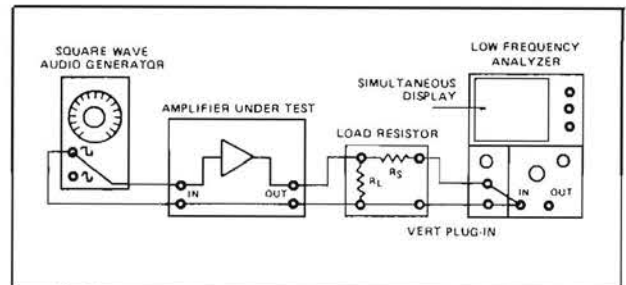 SQUARE WAVE
AUDIO GENERATOR
LOW FREQUENCY
ANALYZER
SIMULTANEOUS
DISPLAY
AMPLIFIER UNDER TEST
LOAD RESISTOR
RS
RL
IN
OUT
IN
OUT
VERT PLUG-IN